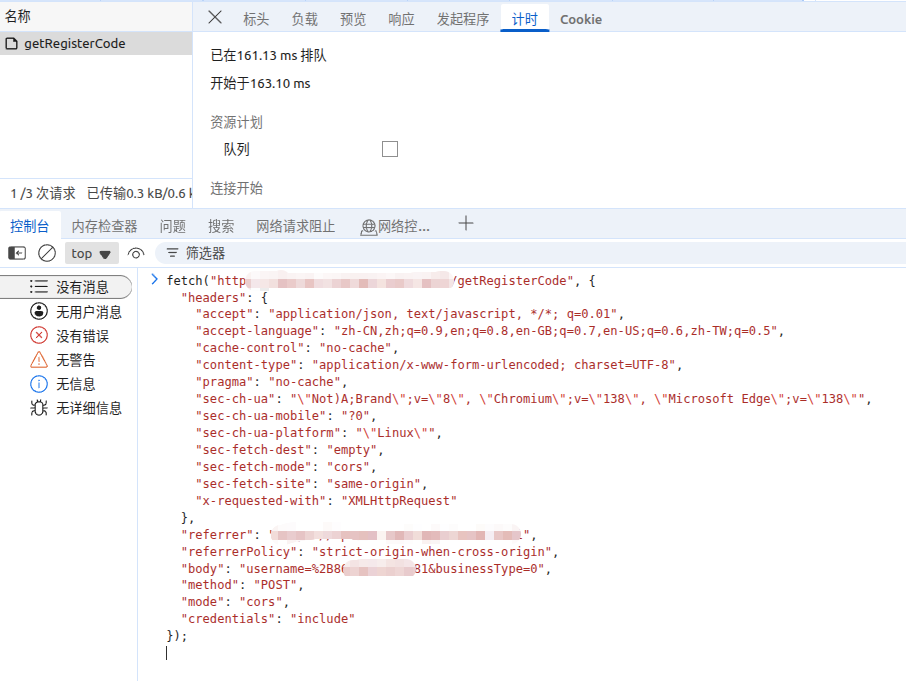 名称
getRegisterCode
标头 负载 预览 响应 发起程序 计时 Cookie
已在161.13 ms 排队
开始于163.10 ms
资源计划
队列
连接开始
1 /3 次请求 已传输0.3 kB/0.6 k
控制台 内存检查器 问题 搜索 网络请求阻止 网络控...
top 筛选器
没有消息
无用户消息
没有错误
无警告
无信息
无详细信息
fetch("http /getRegisterCode", {
"headers": {
"accept": "application/json, text/javascript, */*; q=0.01",
"accept-language": "zh-CN,zh;q=0.9,en;q=0.8,en-GB;q=0.7,en-US;q=0.6,zh-TW;q=0.5",
"cache-control": "no-cache",
"content-type": "application/x-www-form-urlencoded; charset=UTF-8",
"pragma": "no-cache",
"sec-ch-ua": "\"Not)A;Brand\";v=\"8\", \"Chromium\";v=\"138\", \"Microsoft Edge\";v=\"138\"",
"sec-ch-ua-mobile": "?0",
"sec-ch-ua-platform": "\"Linux\"",
"sec-fetch-dest": "empty",
"sec-fetch-mode": "cors",
"sec-fetch-site": "same-origin",
"x-requested-with": "XMLHttpRequest"
},
"referrer": " ",
"referrerPolicy": "strict-origin-when-cross-origin",
"body": "username=%2B86 81&businessType=0",
"method": "POST",
"mode": "cors",
"credentials": "include"
});